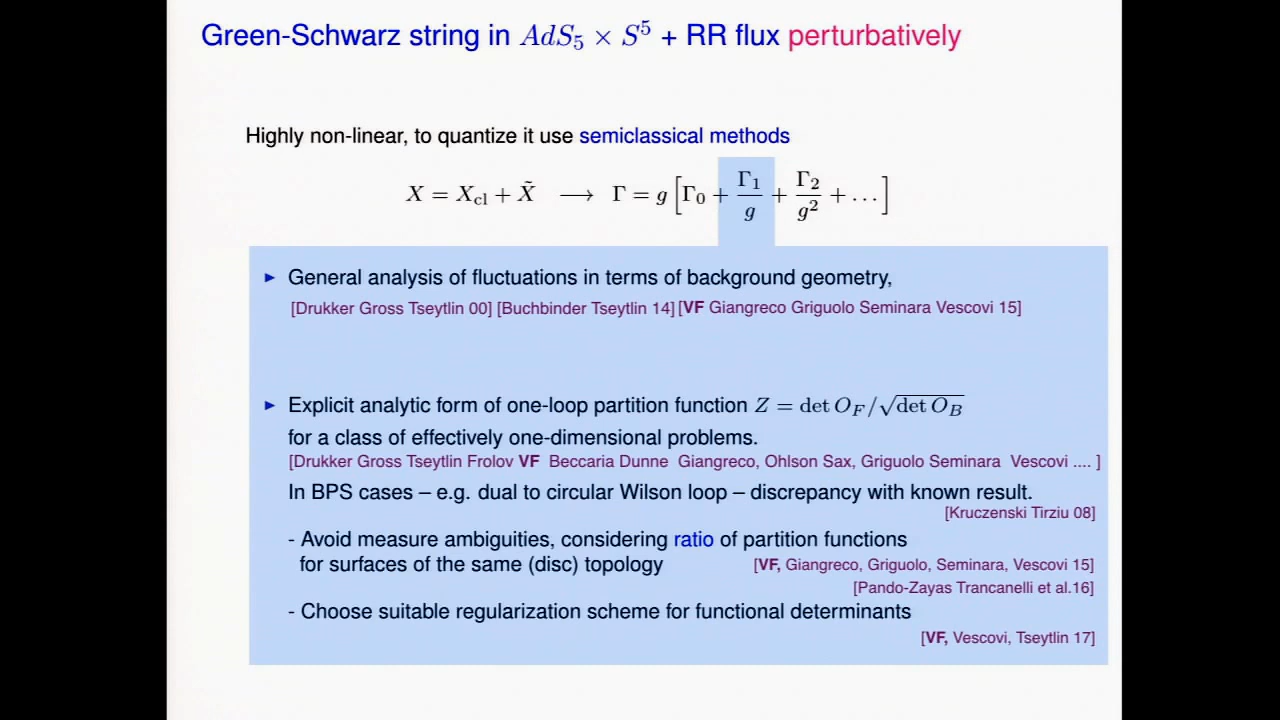 Green-Schwarz string in AdS₅ × S⁵ + RR flux perturbatively
Highly non-linear, to quantize it use semiclassical methods
X = X_cl + X̃ ⟶ Γ = g [Γ₀ + Γ₁/g + Γ₂/g² + …]
► General analysis of fluctuations in terms of background geometry,
[Drukker Gross Tseytlin 00] [Buchbinder Tseytlin 14] [VF Giangreco Griguolo Seminara Vescovi 15]
► Explicit analytic form of one-loop partition function Z = det O_F/√det O_B
for a class of effectively one-dimensional problems.
[Drukker Gross Tseytlin Frolov VF Beccaria Dunne Giangreco, Ohlson Sax, Griguolo Seminara Vescovi .... ]
In BPS cases – e.g. dual to circular Wilson loop – discrepancy with known result.
[Kruczenski Tirziu 08]
- Avoid measure ambiguities, considering ratio of partition functions
for surfaces of the same (disc) topology [VF, Giangreco, Griguolo, Seminara, Vescovi 15]
[Pando-Zayas Trancanelli et al.16]
- Choose suitable regularization scheme for functional determinants
[VF, Vescovi, Tseytlin 17]